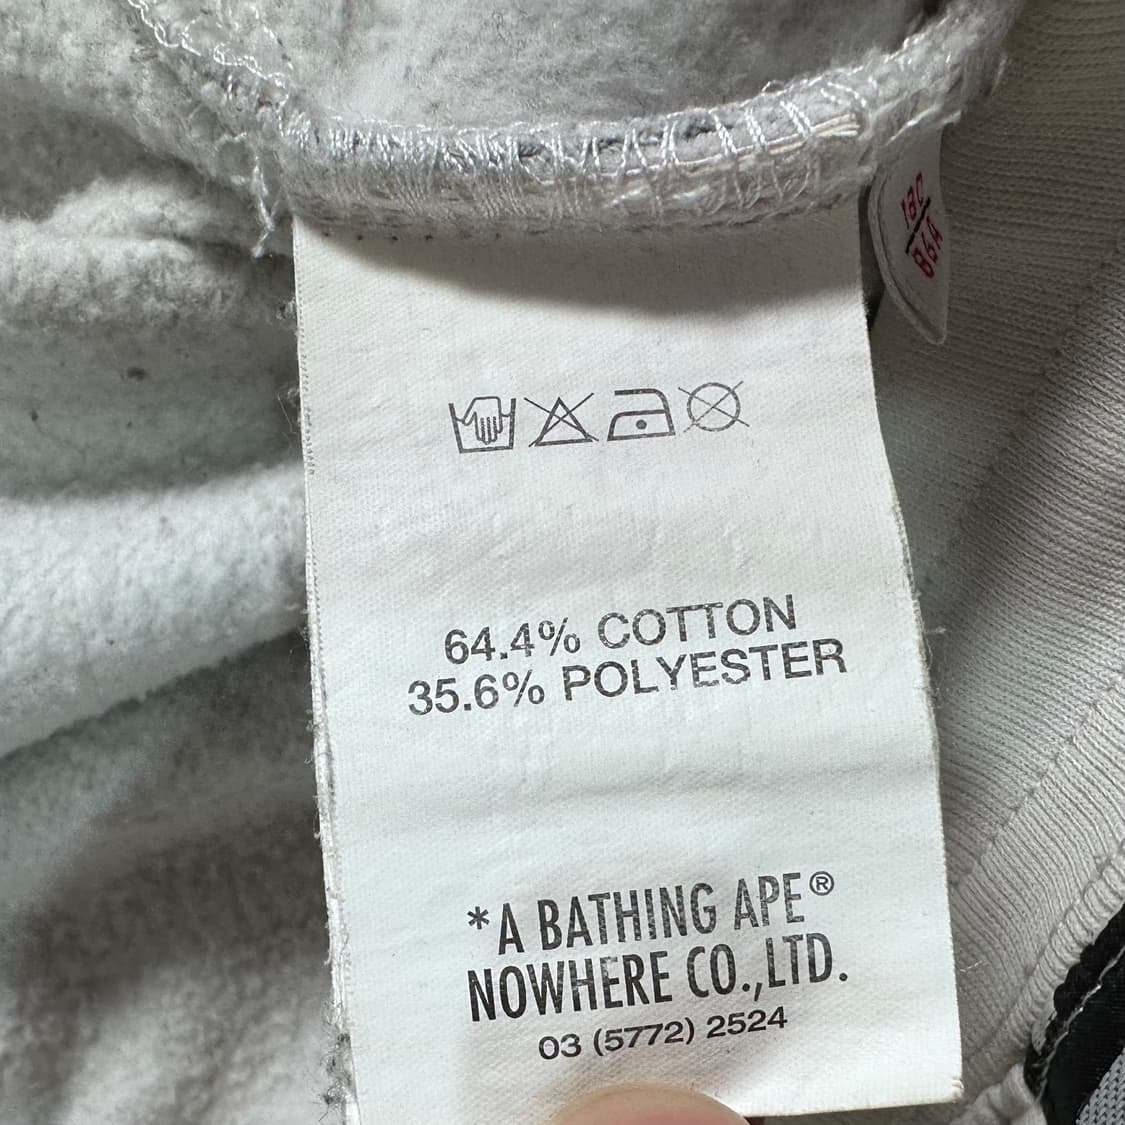 64.4% COTTON
35.6% POLYESTER
*A BATHING APE®
NOWHERE CO.,LTD.
03 (5772) 2524